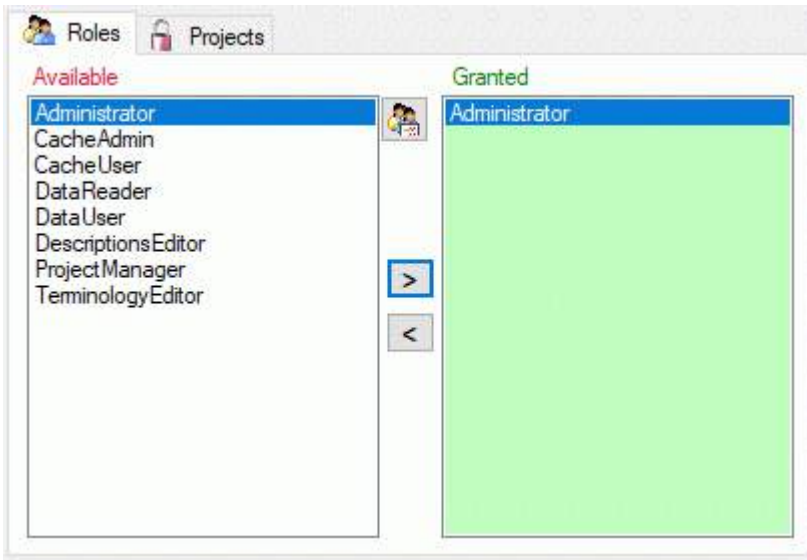 Roles
Projects
Available
Granted
Administrator
CacheAdmin
CacheUser
DataReader
DataUser
DescriptionsEditor
ProjectManager
TerminologyEditor
>
<
Administrator